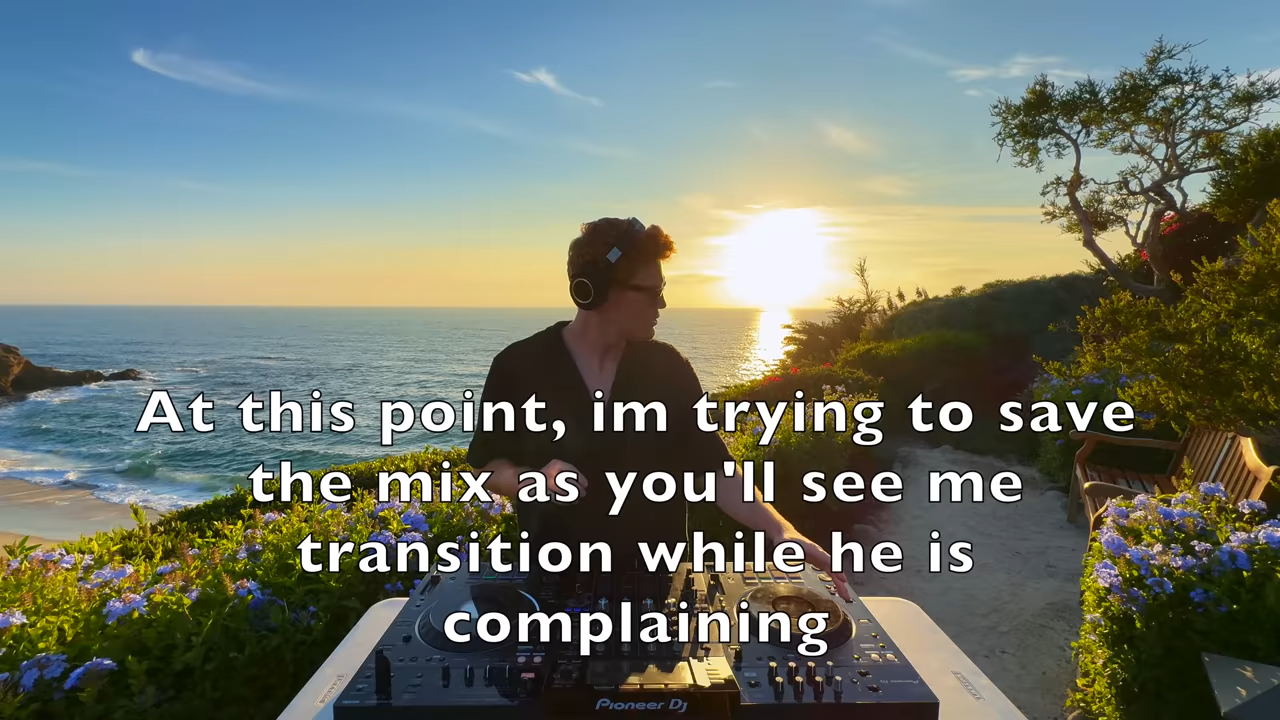 At this point, im trying to save
the mix as you'll see me
transition while he is
complaining
Pioneer Dj